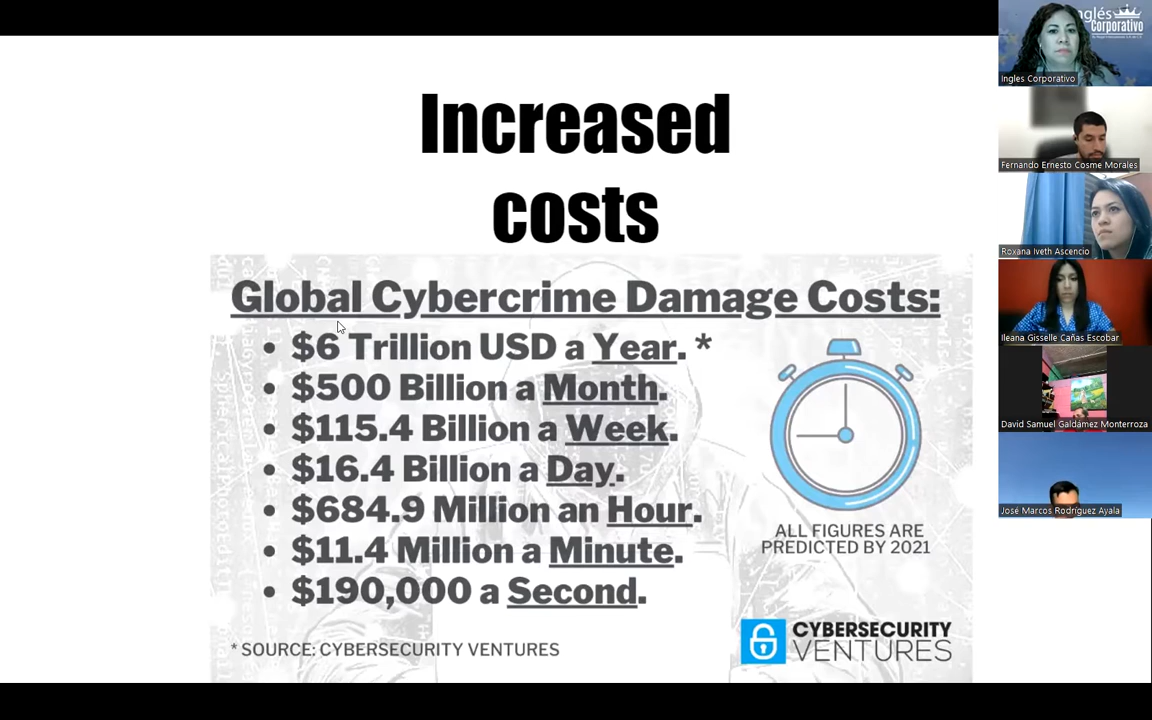 Increased
costs
Global Cybercrime Damage Costs:
• $6 Trillion USD a Year. *
• $500 Billion a Month.
• $115.4 Billion a Week.
• $16.4 Billion a Day.
• $684.9 Million an Hour.
• $11.4 Million a Minute.
• $190,000 a Second.
ALL FIGURES ARE
PREDICTED BY 2021
* SOURCE: CYBERSECURITY VENTURES
CYBERSECURITY
VENTURES
Inglés
Corporativo
Ingles Corporativo
Fernando Ernesto Cosme Morales
Roxana Iveth Ascencio
Ileana Gisselle Cañas Escobar
David Samuel Galdámez Monterroza
José Marcos Rodríguez Ayala